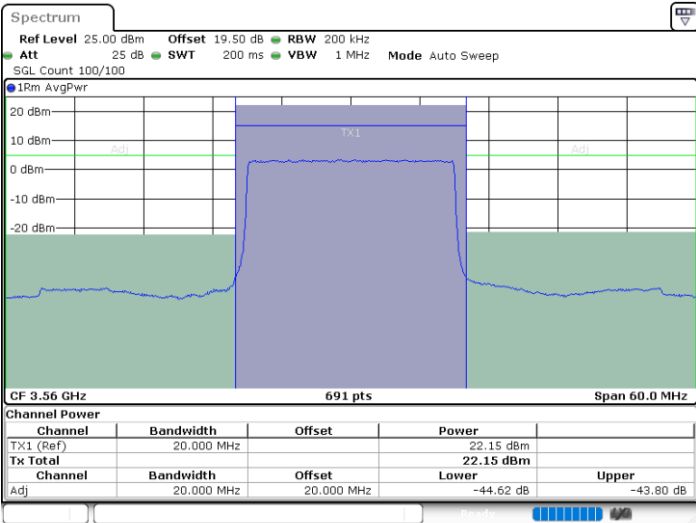 Spectrum
Ref Level 25.00 dBm Offset 19.50 dB RBW 200 kHz
Att 25 dB SWT 200 ms VBW 1 MHz Mode Auto Sweep
SGL Count 100/100
1Rm AvgPwr
20 dBm
TX1
10 dBm
Adj Adj
0 dBm
-10 dBm
-20 dBm
CF 3.56 GHz 691 pts Span 60.0 MHz
Channel Power
Channel Bandwidth Offset Power
TX1 (Ref) 20.000 MHz 22.15 dBm
Tx Total 22.15 dBm
Channel Bandwidth Offset Lower Upper
Adj 20.000 MHz 20.000 MHz -44.62 dB -43.80 dB
Ready